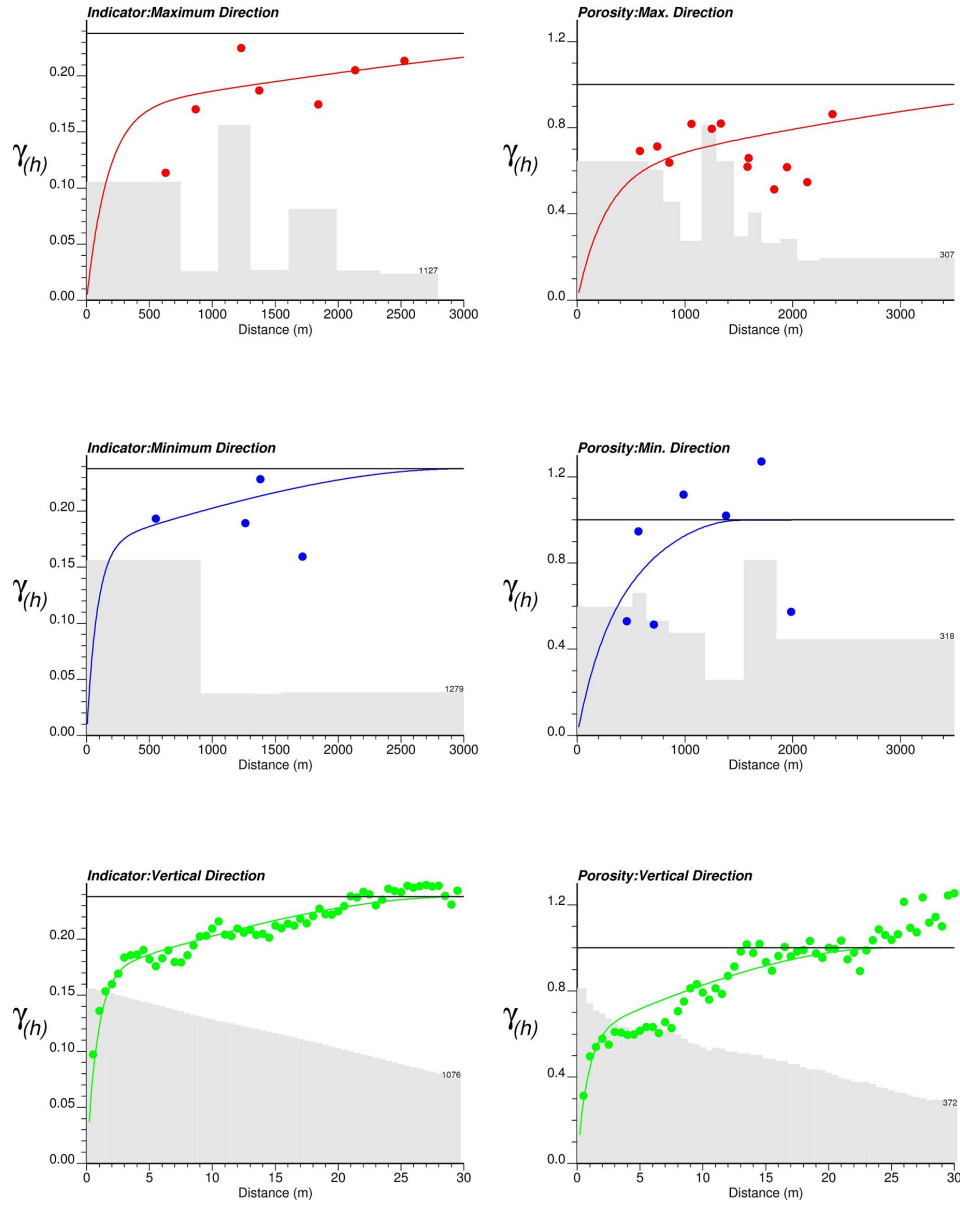 Indicator:Maximum Direction
0.20
0.15
γ(h)
0.10
0.05
0.00
1127
0 500 1000 1500 2000 2500 3000
Distance (m)
Porosity:Max. Direction
1.2
0.8
γ(h)
0.4
0.0
307
0 1000 2000 3000
Distance (m)
Indicator:Minimum Direction
0.20
0.15
γ(h)
0.10
0.05
0.00
1279
0 500 1000 1500 2000 2500 3000
Distance (m)
Porosity:Min. Direction
1.2
0.8
γ(h)
0.4
0.0
318
0 1000 2000 3000
Distance (m)
Indicator:Vertical Direction
0.20
0.15
γ(h)
0.10
0.05
0.00
1076
0 5 10 15 20 25 30
Distance (m)
Porosity:Vertical Direction
1.2
0.8
γ(h)
0.4
0.0
372
0 5 10 15 20 25 30
Distance (m)